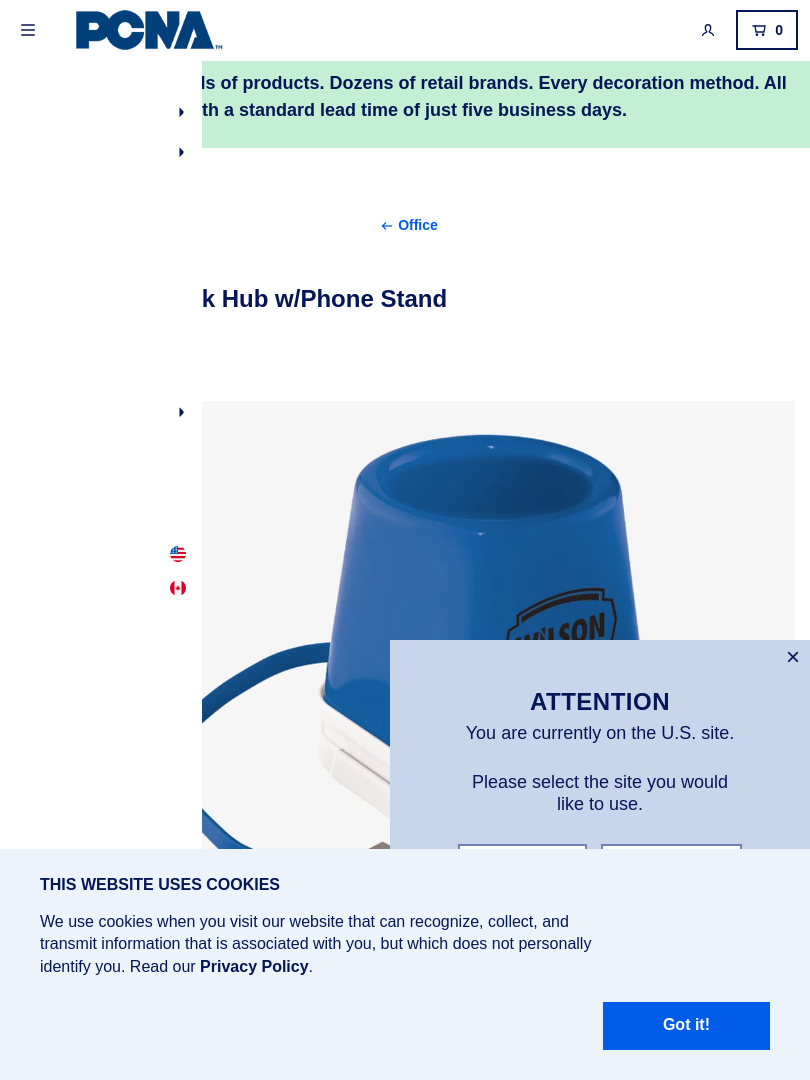 PCNA™
0
ls of products. Dozens of retail brands. Every decoration method. All
th a standard lead time of just five business days.
← Office
k Hub w/Phone Stand
WILSON
×
ATTENTION
You are currently on the U.S. site.
Please select the site you would
like to use.
THIS WEBSITE USES COOKIES
We use cookies when you visit our website that can recognize, collect, and
transmit information that is associated with you, but which does not personally
identify you. Read our Privacy Policy.
Got it!